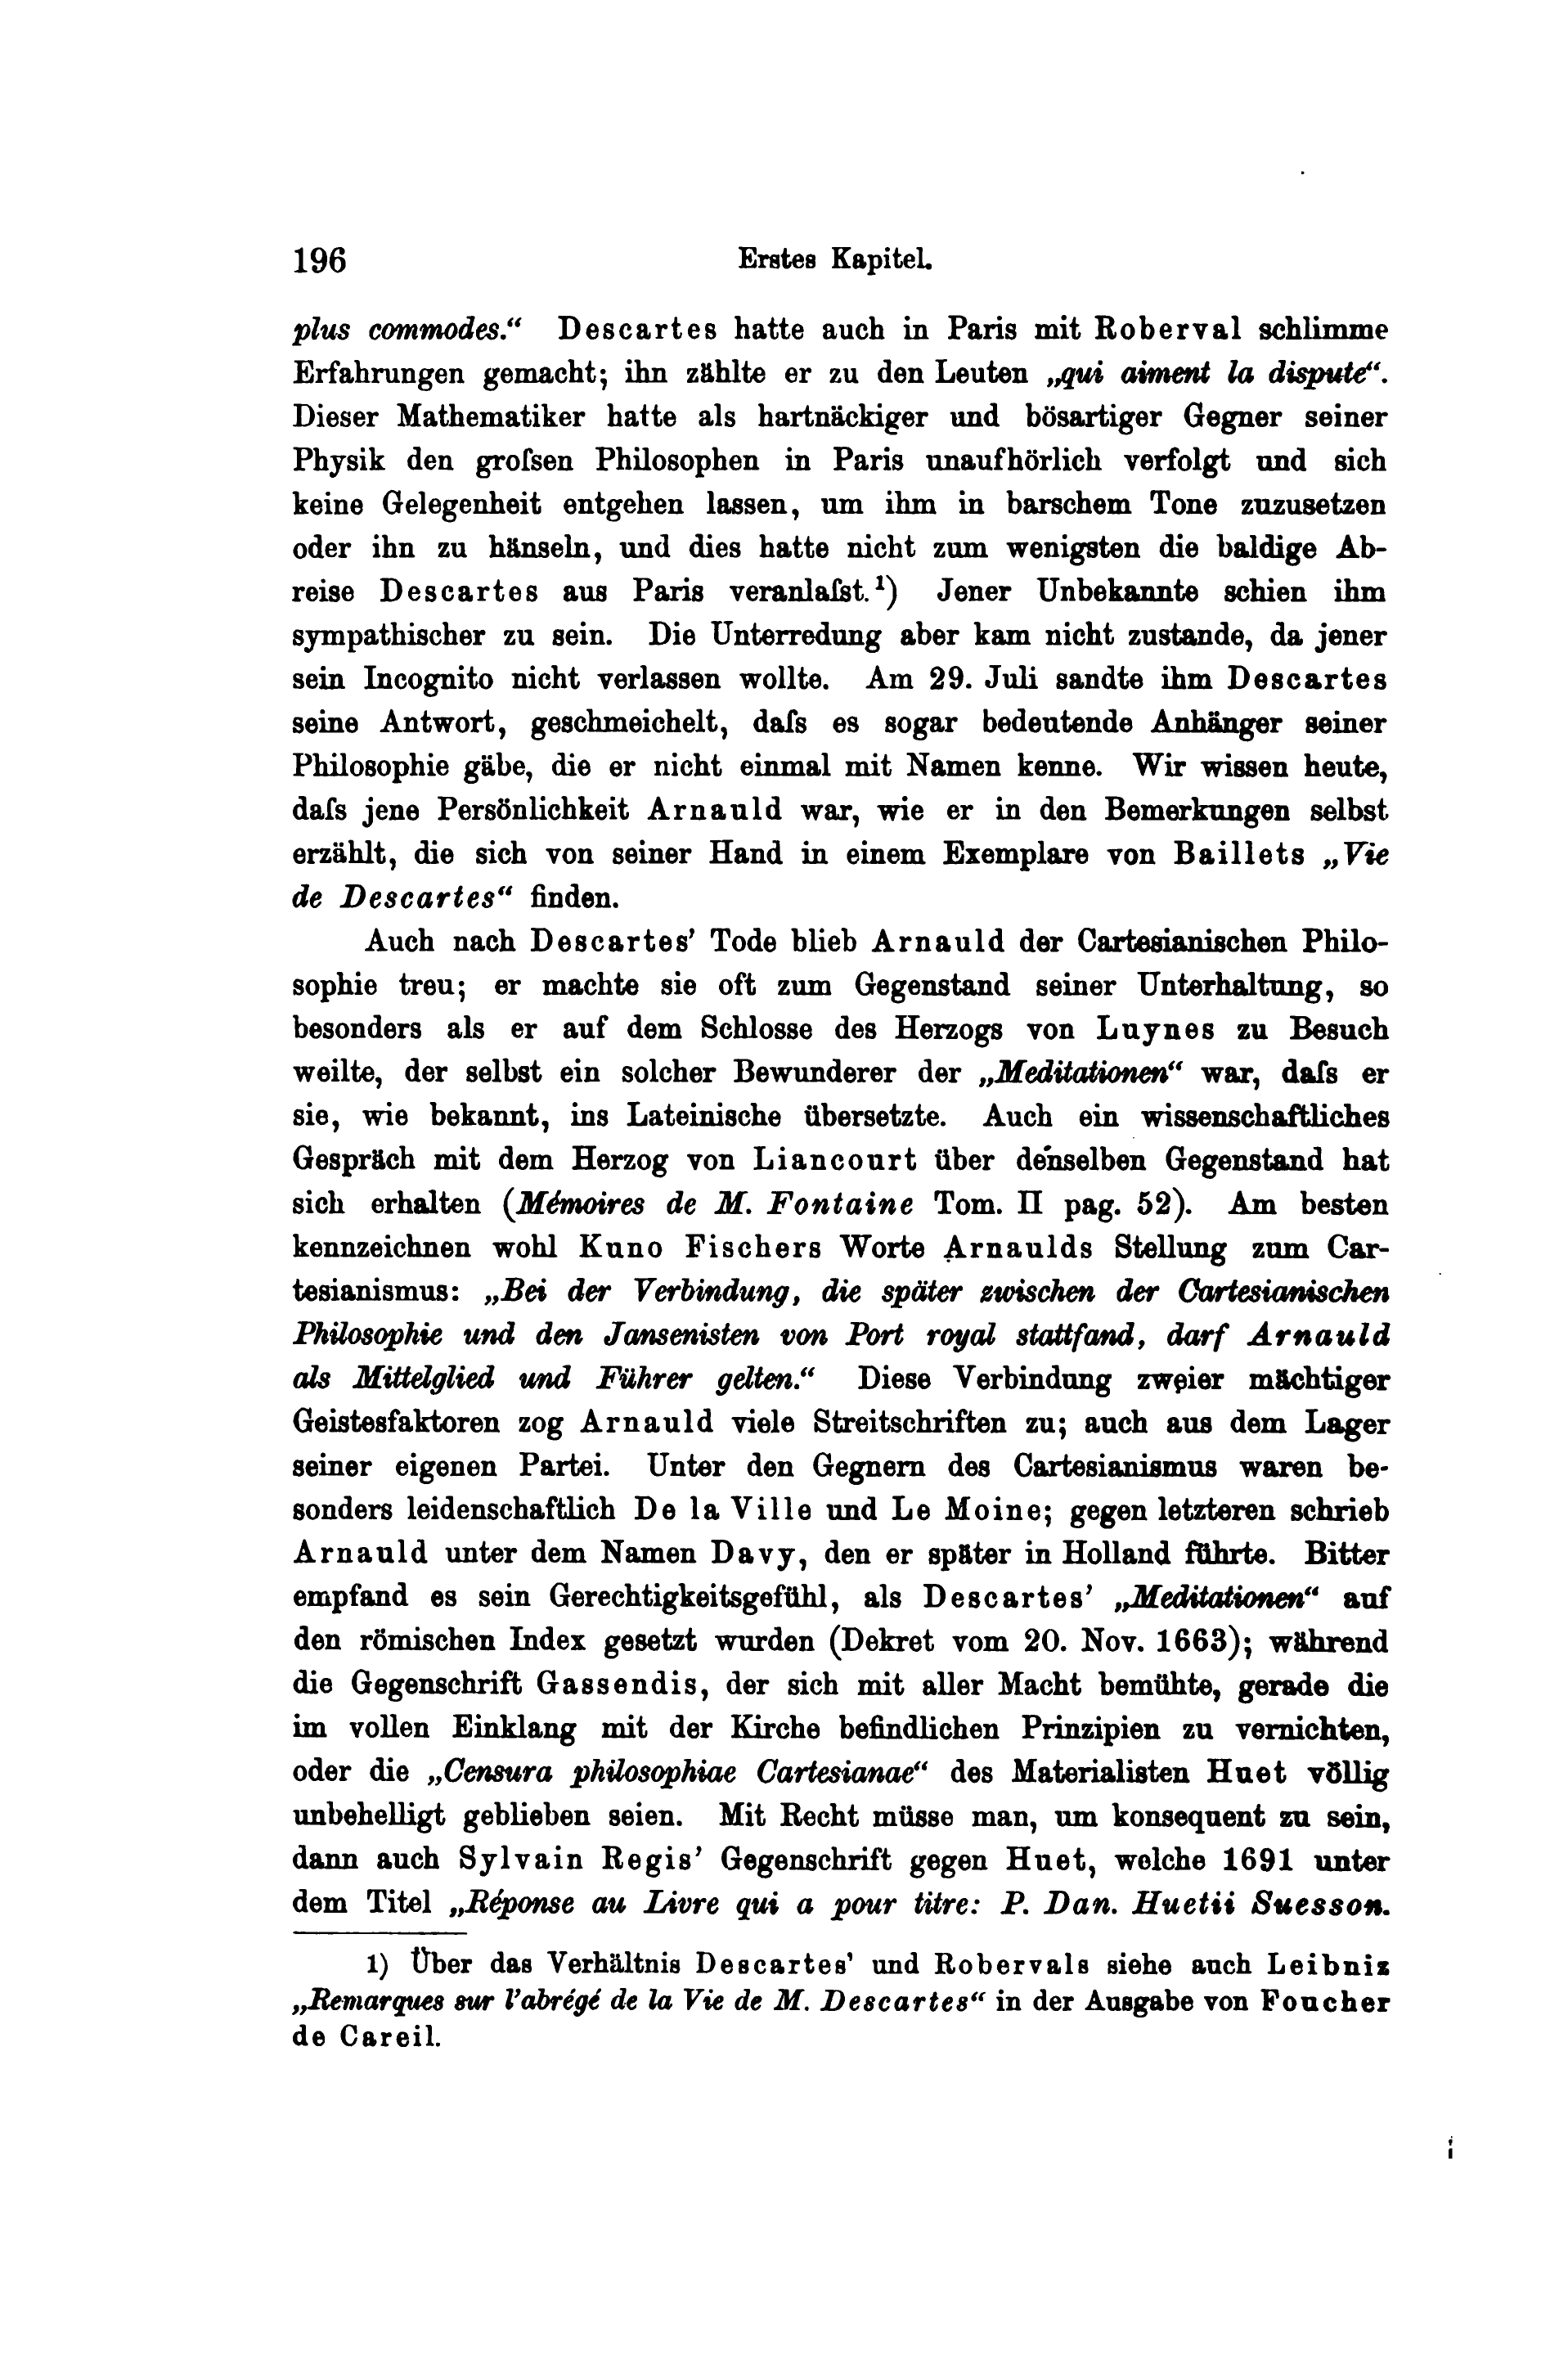 196
Erstes Kapitel.
plus commodes.“ Descartes hatte auch in Paris mit Roberval schlimme
Erfahrungen gemacht; ihn zählte er zu den Leuten „qui aiment la dispute“.
Dieser Mathematiker hatte als hartnäckiger und bösartiger Gegner seiner
Physik den groſsen Philosophen in Paris unaufhörlich verfolgt und sich
keine Gelegenheit entgehen lassen, um ihm in barschem Tone zuzusetzen
oder ihn zu hänseln, und dies hatte nicht zum wenigsten die baldige Ab-
reise Descartes aus Paris veranlaſst.¹) Jener Unbekannte schien ihm
sympathischer zu sein. Die Unterredung aber kam nicht zustande, da jener
sein Incognito nicht verlassen wollte. Am 29. Juli sandte ihm Descartes
seine Antwort, geschmeichelt, daſs es sogar bedeutende Anhänger seiner
Philosophie gäbe, die er nicht einmal mit Namen kenne. Wir wissen heute,
daſs jene Persönlichkeit Arnauld war, wie er in den Bemerkungen selbst
erzählt, die sich von seiner Hand in einem Exemplare von Baillets „Vie
de Descartes“ finden.
Auch nach Descartes’ Tode blieb Arnauld der Cartesianischen Philo-
sophie treu; er machte sie oft zum Gegenstand seiner Unterhaltung, so
besonders als er auf dem Schlosse des Herzogs von Luynes zu Besuch
weilte, der selbst ein solcher Bewunderer der „Meditationen“ war, daſs er
sie, wie bekannt, ins Lateinische übersetzte. Auch ein wissenschaftliches
Gespräch mit dem Herzog von Liancourt über denselben Gegenstand hat
sich erhalten (Mémoires de M. Fontaine Tom. II pag. 52). Am besten
kennzeichnen wohl Kuno Fischers Worte Arnaulds Stellung zum Car-
tesianismus: „Bei der Verbindung, die später zwischen der Cartesianischen
Philosophie und den Jansenisten von Port royal stattfand, darf Arnauld
als Mittelglied und Führer gelten.“ Diese Verbindung zweier mächtiger
Geistesfaktoren zog Arnauld viele Streitschriften zu; auch aus dem Lager
seiner eigenen Partei. Unter den Gegnern des Cartesianismus waren be-
sonders leidenschaftlich De la Ville und Le Moine; gegen letzteren schrieb
Arnauld unter dem Namen Davy, den er später in Holland führte. Bitter
empfand es sein Gerechtigkeitsgefühl, als Descartes’ „Meditationen“ auf
den römischen Index gesetzt wurden (Dekret vom 20. Nov. 1663); während
die Gegenschrift Gassendis, der sich mit aller Macht bemühte, gerade die
im vollen Einklang mit der Kirche befindlichen Prinzipien zu vernichten,
oder die „Censura philosophiae Cartesianae“ des Materialisten Huet völlig
unbehelligt geblieben seien. Mit Recht müsse man, um konsequent zu sein,
dann auch Sylvain Regis’ Gegenschrift gegen Huet, welche 1691 unter
dem Titel „Réponse au Livre qui a pour titre: P. Dan. Huetii Suesson.
1) Über das Verhältnis Descartes’ und Robervals siehe auch Leibniz
„Remarques sur l’abrégé de la Vie de M. Descartes“ in der Ausgabe von Foucher
de Careil.